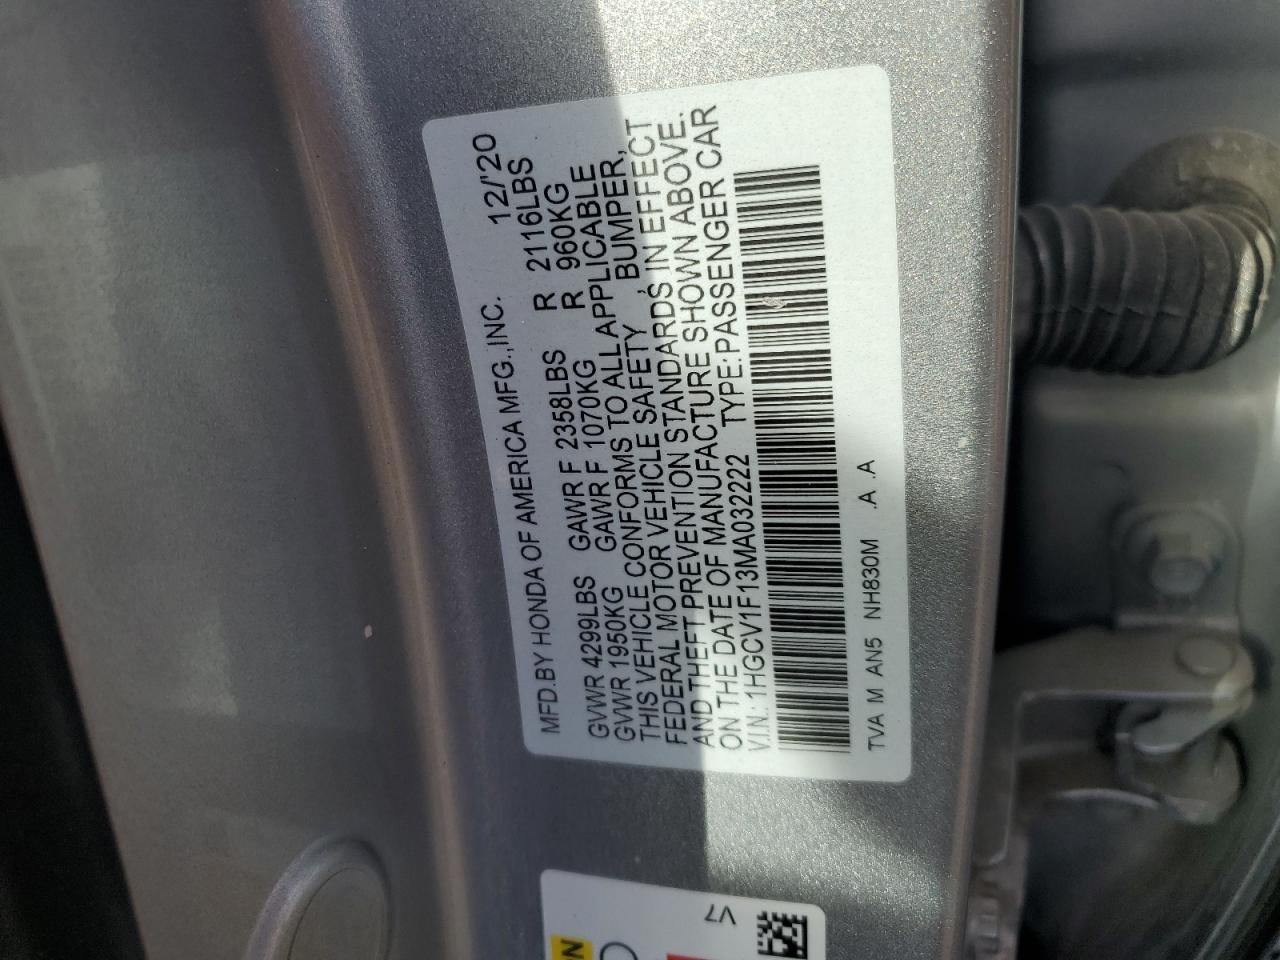 MFD.BY HONDA OF AMERICA MFG.,INC. 12/'20
GVWR 4299LBS GAWR F 2358LBS R 2116LBS
GVWR 1950KG GAWR F 1070KG R 960KG
THIS VEHICLE CONFORMS TO ALL APPLICABLE
FEDERAL MOTOR VEHICLE SAFETY, BUMPER,
AND THEFT PREVENTION STANDARDS IN EFFECT
ON THE DATE OF MANUFACTURE SHOWN ABOVE.
V.I.N.: 1HGCV1F13MA032222 TYPE:PASSENGER CAR
TVA M AN5 NH830M .A .A
V7